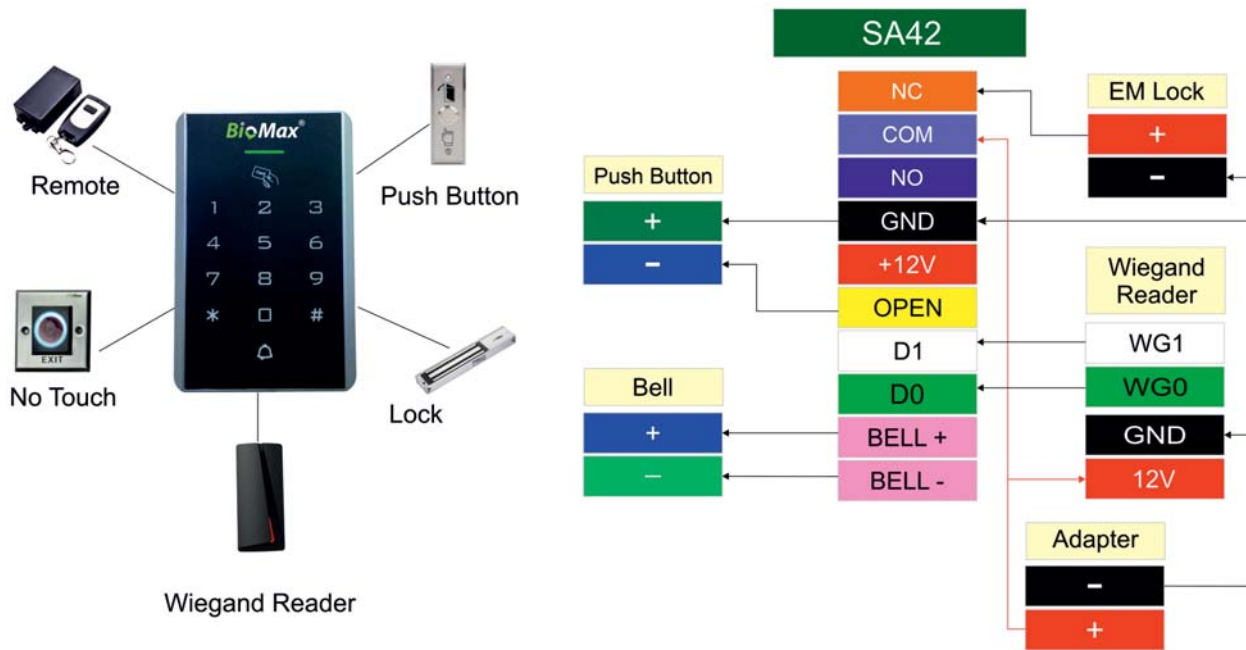 Remote
BioMax®
1 2 3
4 5 6
7 8 9
* 0 #
Push Button
EXIT
No Touch
Lock
Wiegand Reader
SA42
NC
COM
NO
GND
+12V
OPEN
D1
D0
BELL +
BELL -
Push Button
+
-
Bell
+
-
EM Lock
+
-
Wiegand
Reader
WG1
WG0
GND
12V
Adapter
-
+